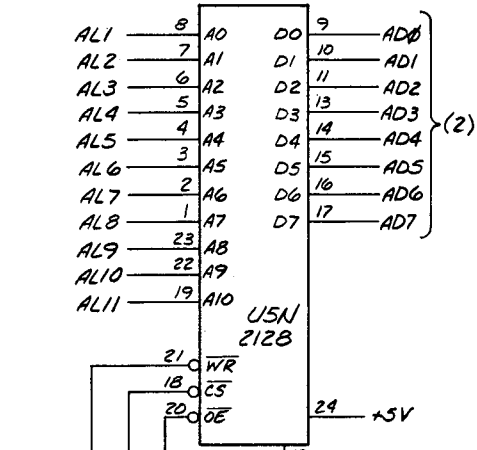 AL1 8 A0 D0 9 AD0
AL2 7 A1 D1 10 AD1
AL3 6 A2 D2 11 AD2
AL4 5 A3 D3 13 AD3 (2)
AL5 4 A4 D4 14 AD4
AL6 3 A5 D5 15 AD5
AL7 2 A6 D6 16 AD6
AL8 1 A7 D7 17 AD7
AL9 23 A8
AL10 22 A9
AL11 19 A10
U5N
2128
21 WR
18 CS
20 OE 24 +5V